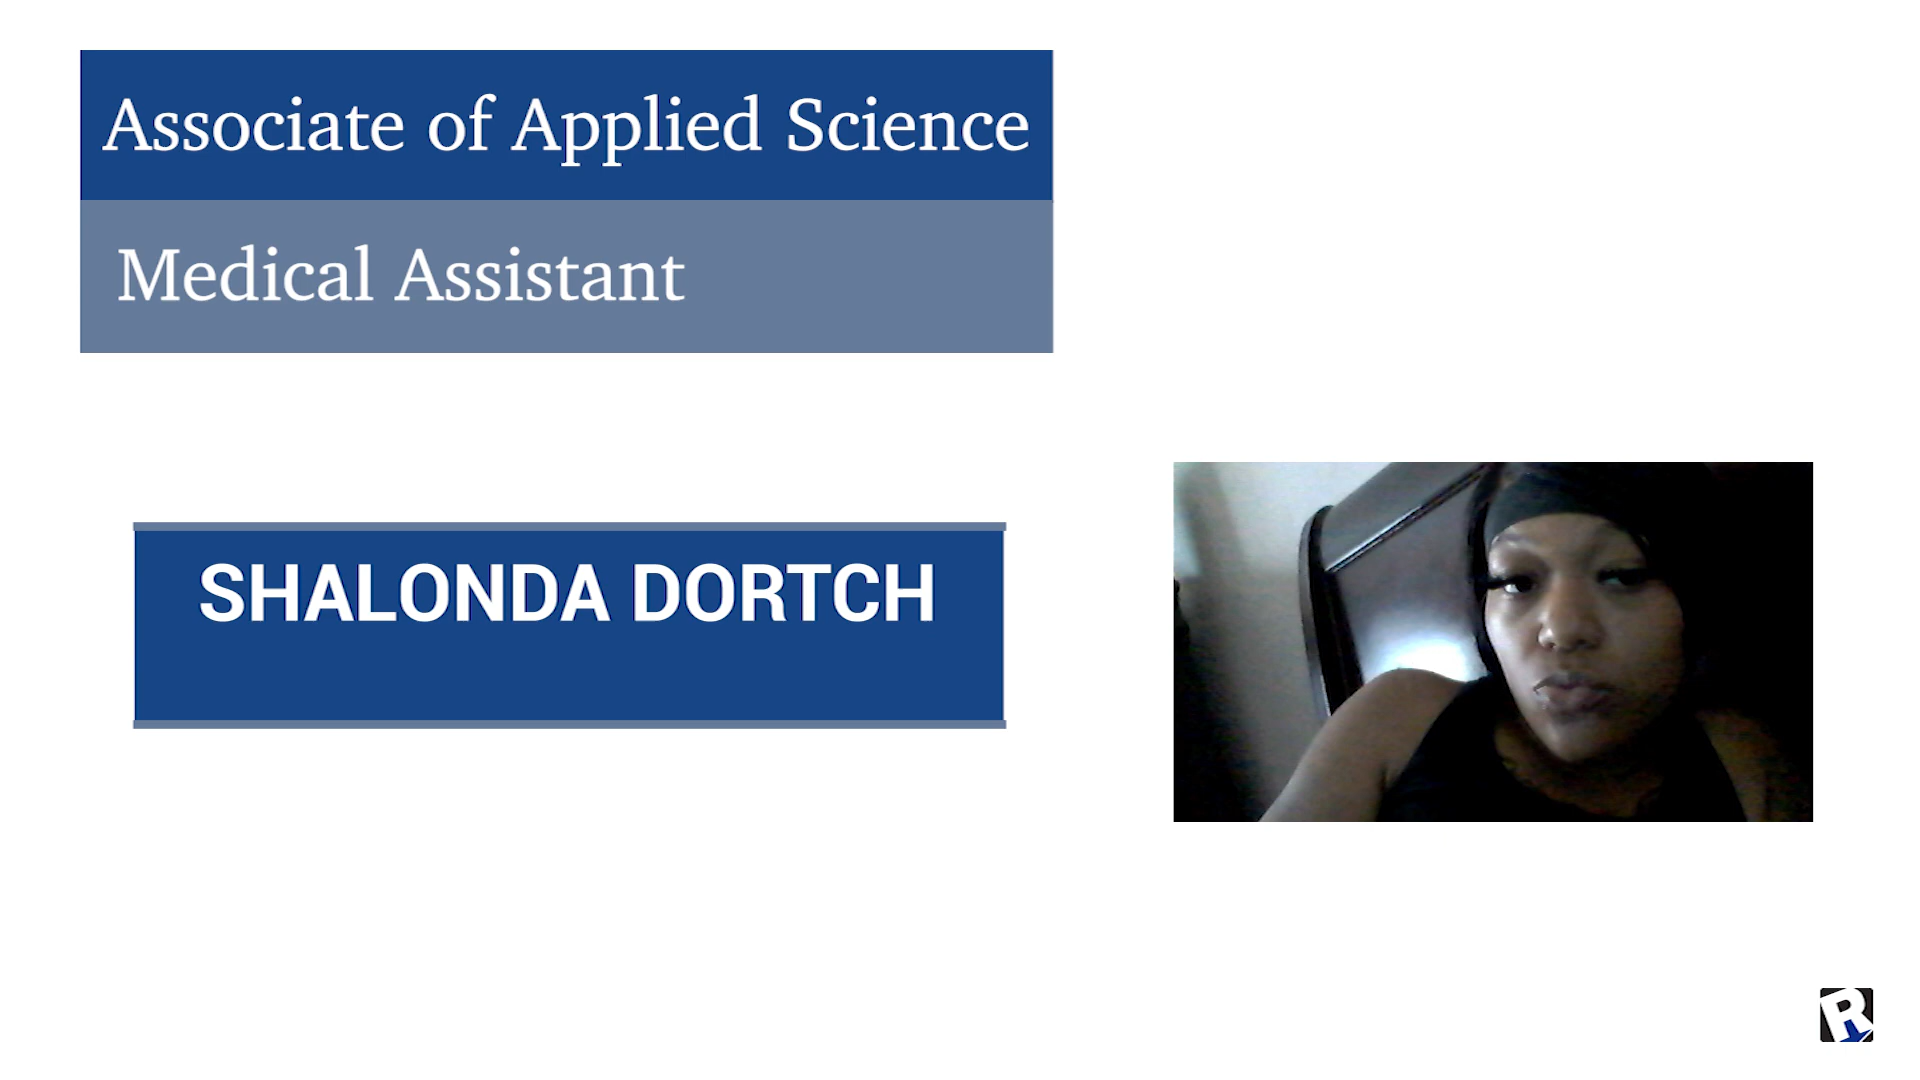 Associate of Applied Science
Medical Assistant
SHALONDA DORTCH
R